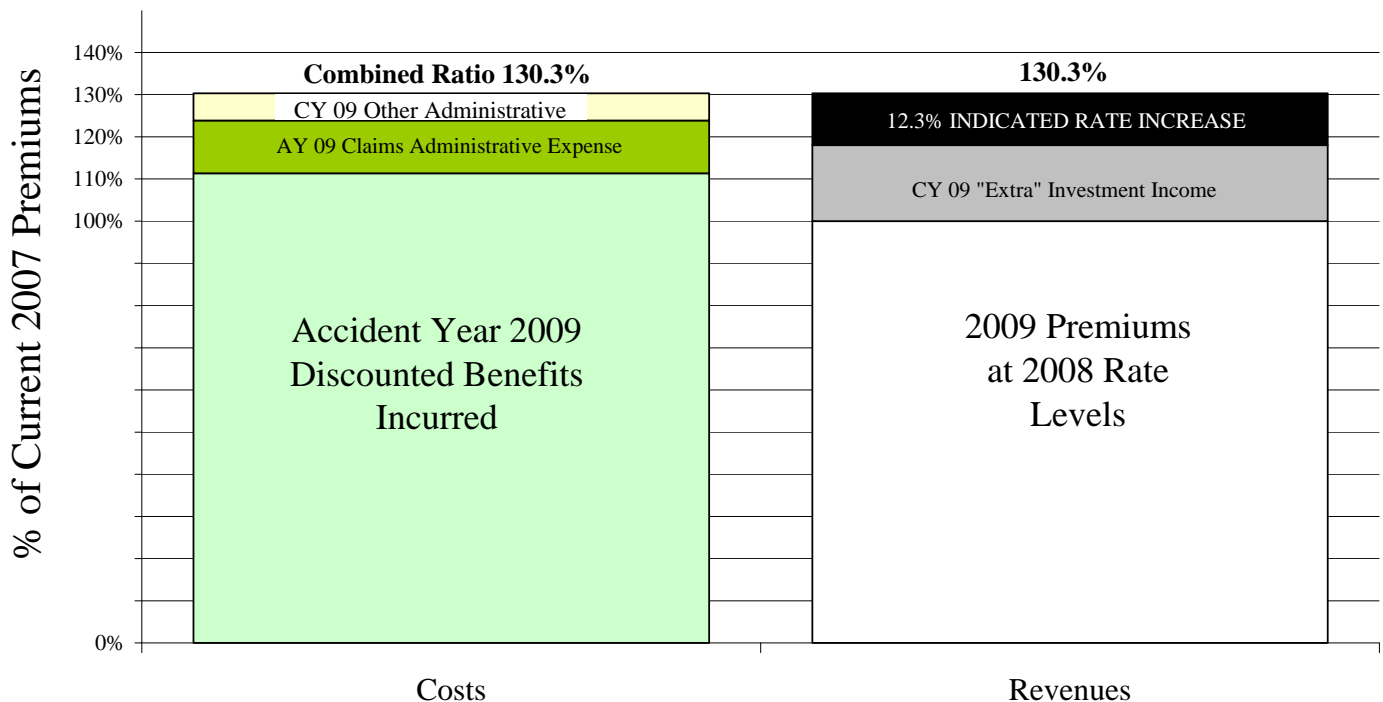 % of Current 2007 Premiums
140%
130%
120%
110%
100%
0%
Combined Ratio 130.3%
CY 09 Other Administrative
AY 09 Claims Administrative Expense
Accident Year 2009
Discounted Benefits
Incurred
130.3%
12.3% INDICATED RATE INCREASE
CY 09 "Extra" Investment Income
2009 Premiums
at 2008 Rate
Levels
Costs
Revenues